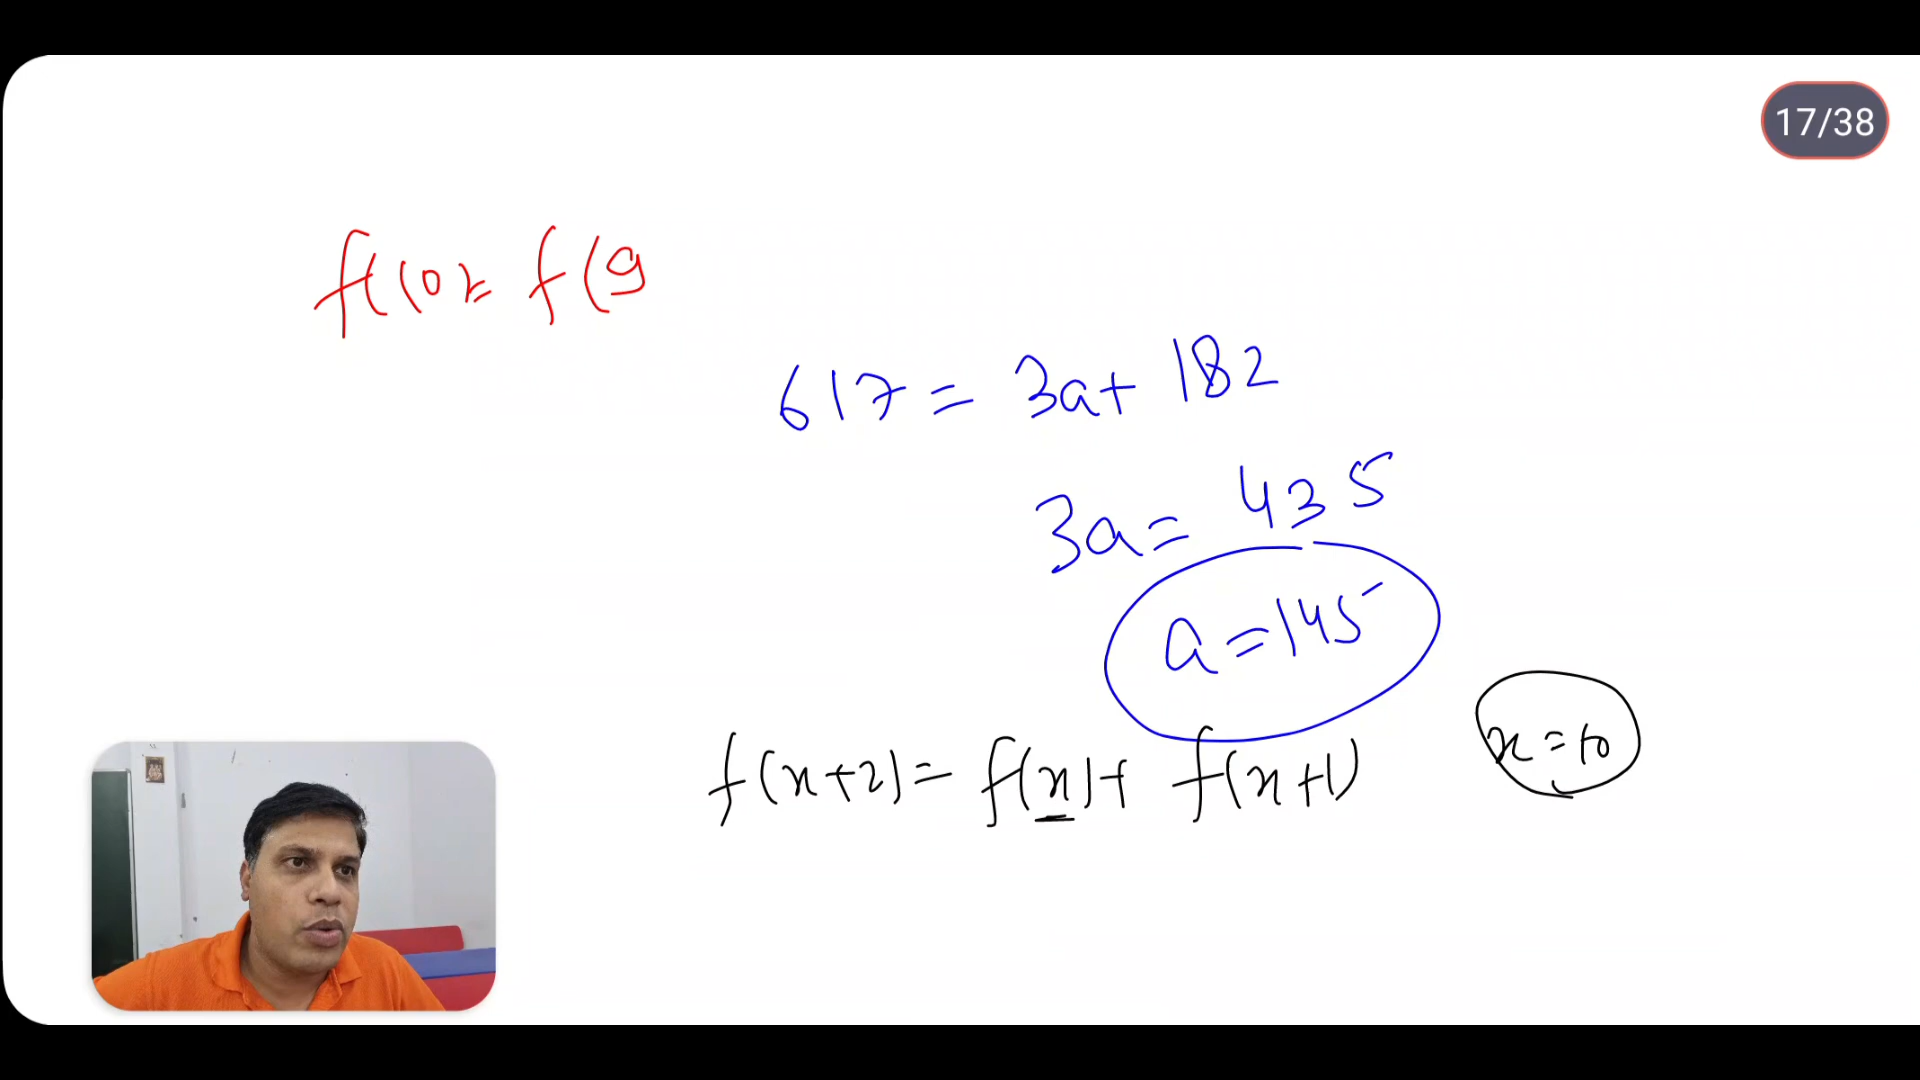 17/38
f(10) = f(9
617 = 3a + 182
3a = 435
a = 145
f(x+2) = f(x) + f(x+1)
x = 10